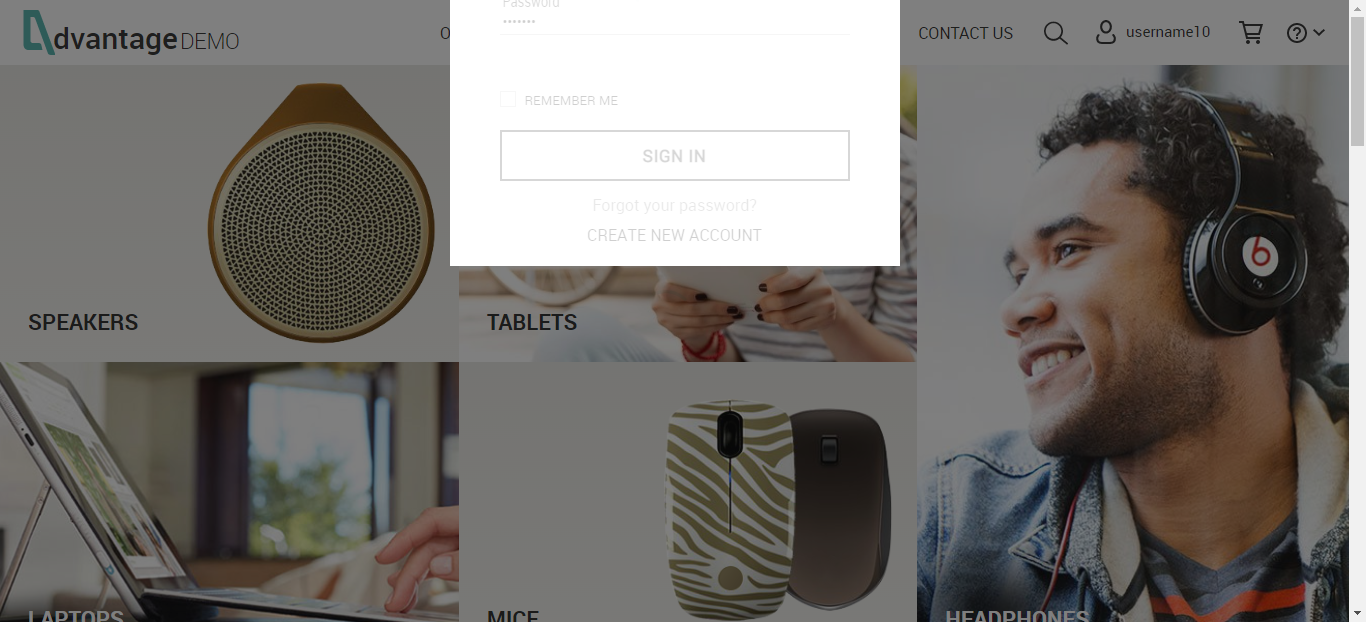 Password
•••••••
dvantage DEMO
O
CONTACT US
username10
REMEMBER ME
SIGN IN
Forgot your password?
CREATE NEW ACCOUNT
SPEAKERS
TABLETS
LAPTOPS
MICE
HEADPHONES